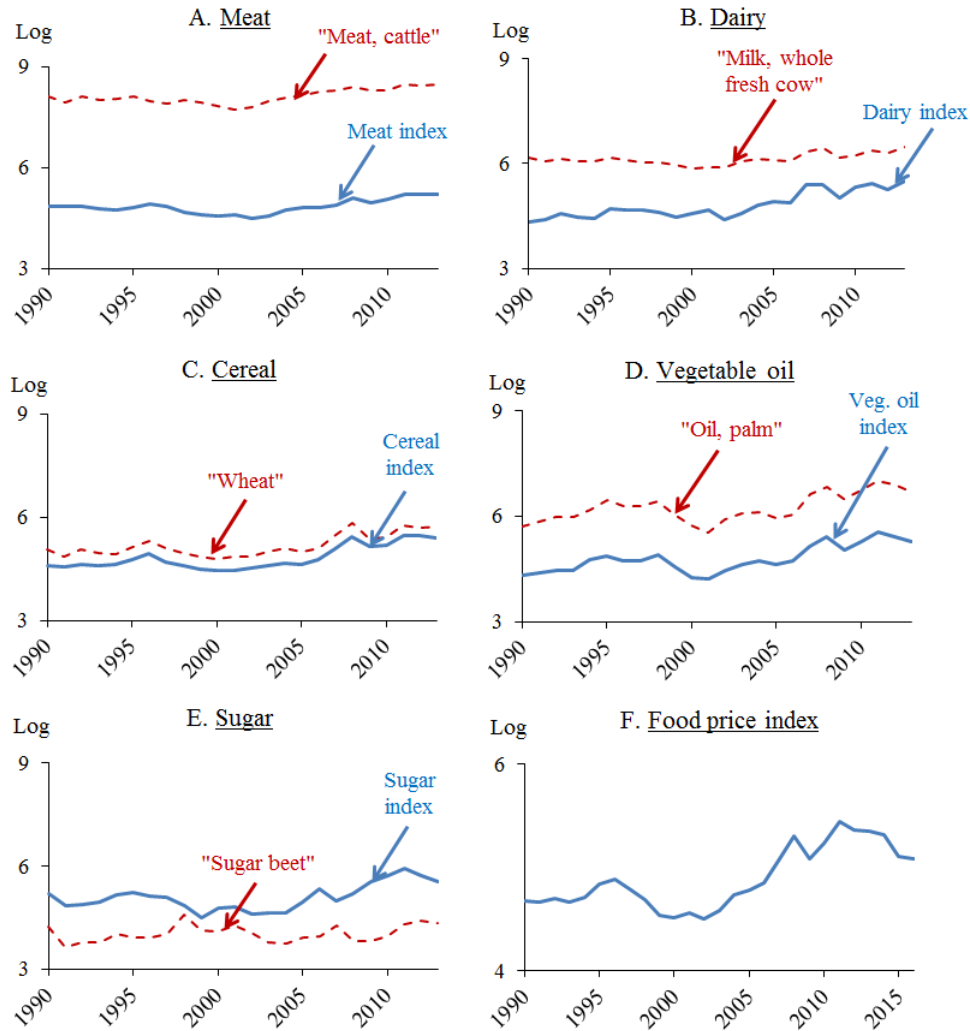 A. Meat
Log
9
6
3
"Meat, cattle"
Meat index
1990
1995
2000
2005
2010
B. Dairy
Log
9
6
3
"Milk, whole
fresh cow"
Dairy index
1990
1995
2000
2005
2010
C. Cereal
Log
9
6
3
"Wheat"
Cereal
index
1990
1995
2000
2005
2010
D. Vegetable oil
Log
9
6
3
"Oil, palm"
Veg. oil
index
1990
1995
2000
2005
2010
E. Sugar
Log
9
6
3
Sugar
index
"Sugar beet"
1990
1995
2000
2005
2010
F. Food price index
Log
6
4
1990
1995
2000
2005
2010
2015